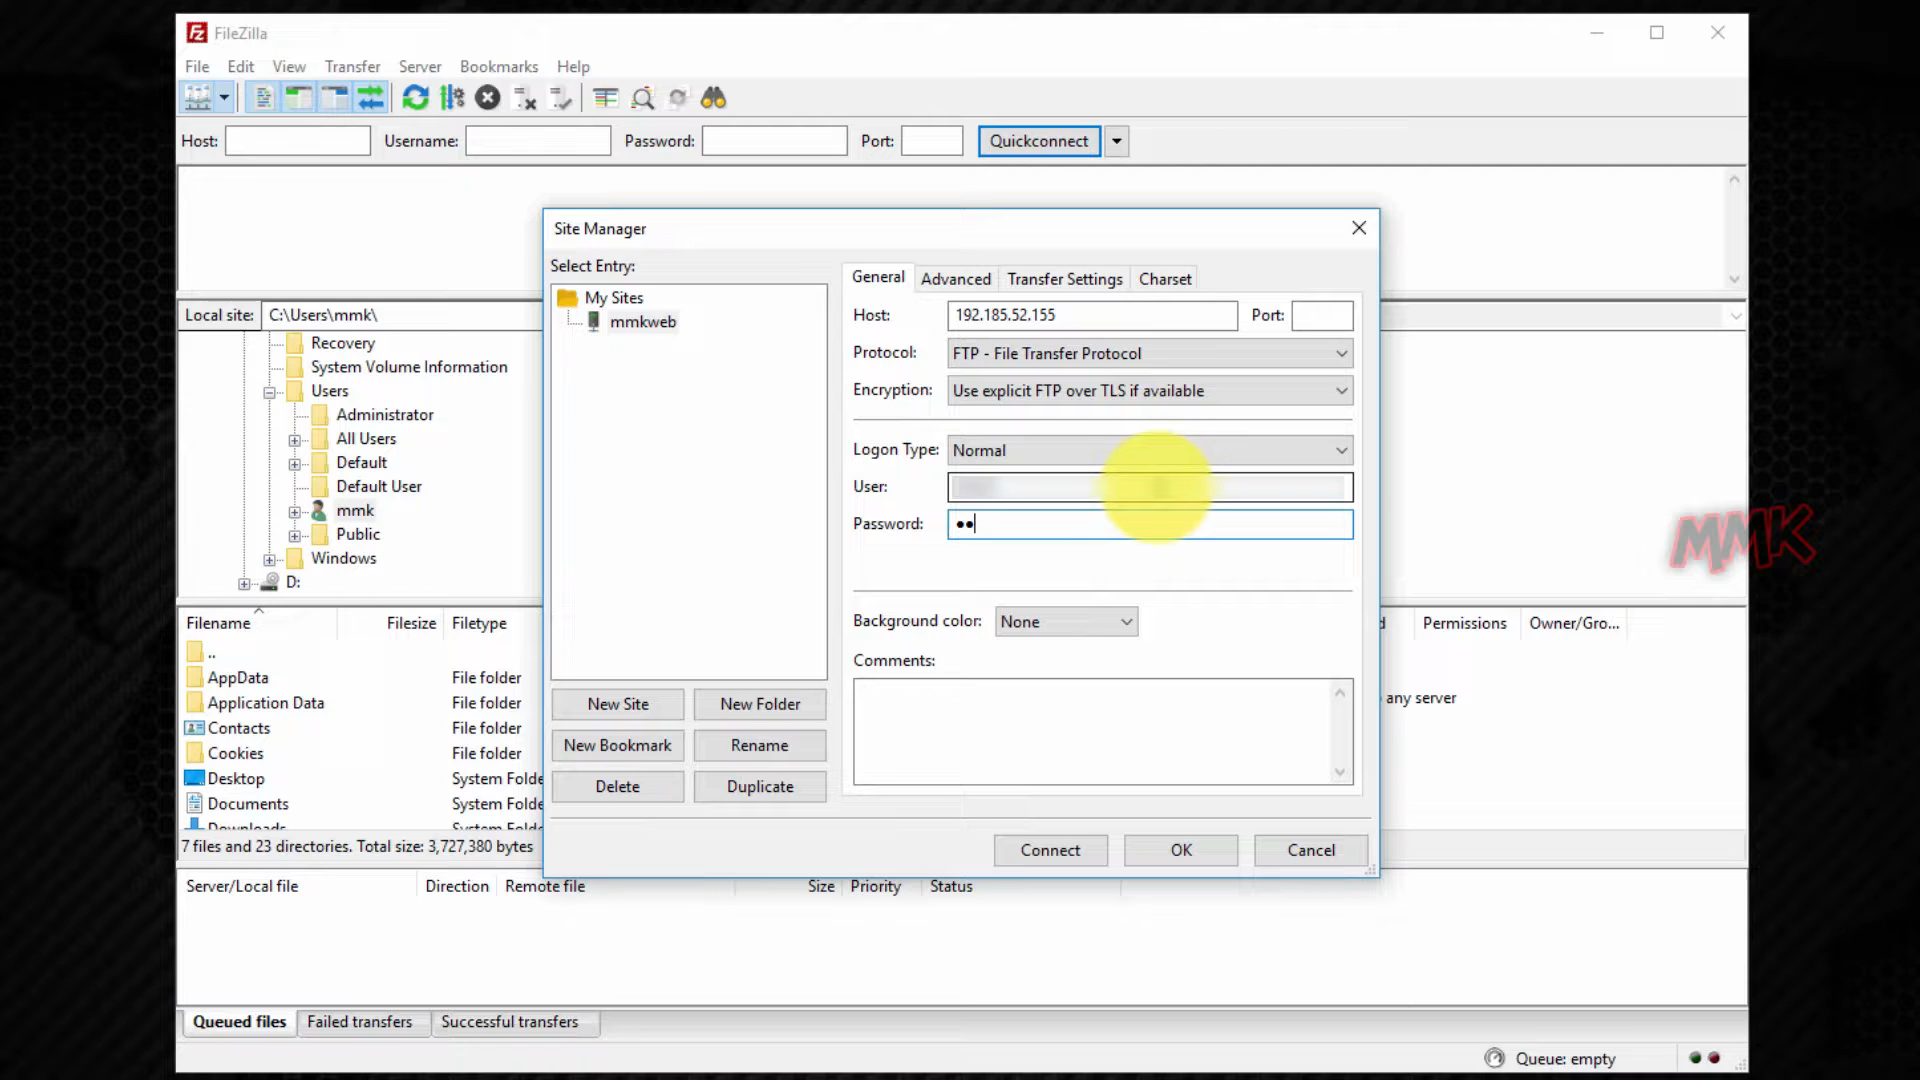 FileZilla
File Edit View Transfer Server Bookmarks Help
Host: Username: Password: Port: Quickconnect
Site Manager
Select Entry:
My Sites
mmkweb
New Site New Folder
New Bookmark Rename
Delete Duplicate
General Advanced Transfer Settings Charset
Host: 192.185.52.155 Port:
Protocol: FTP - File Transfer Protocol
Encryption: Use explicit FTP over TLS if available
Logon Type: Normal
User:
Password: ●●
Background color: None
Comments:
Connect OK Cancel
Local site: C:\Users\mmk\
Recovery
System Volume Information
Users
Administrator
All Users
Default
Default User
mmk
Public
Windows
D:
MMK
Filename Filesize Filetype
..
AppData File folder
Application Data File folder
Contacts File folder
Cookies File folder
Desktop System Folde
Documents System Folde
Downloads System Folde
7 files and 23 directories. Total size: 3,727,380 bytes
d Permissions Owner/Gro...
any server
Server/Local file Direction Remote file Size Priority Status
Queued files Failed transfers Successful transfers
Queue: empty